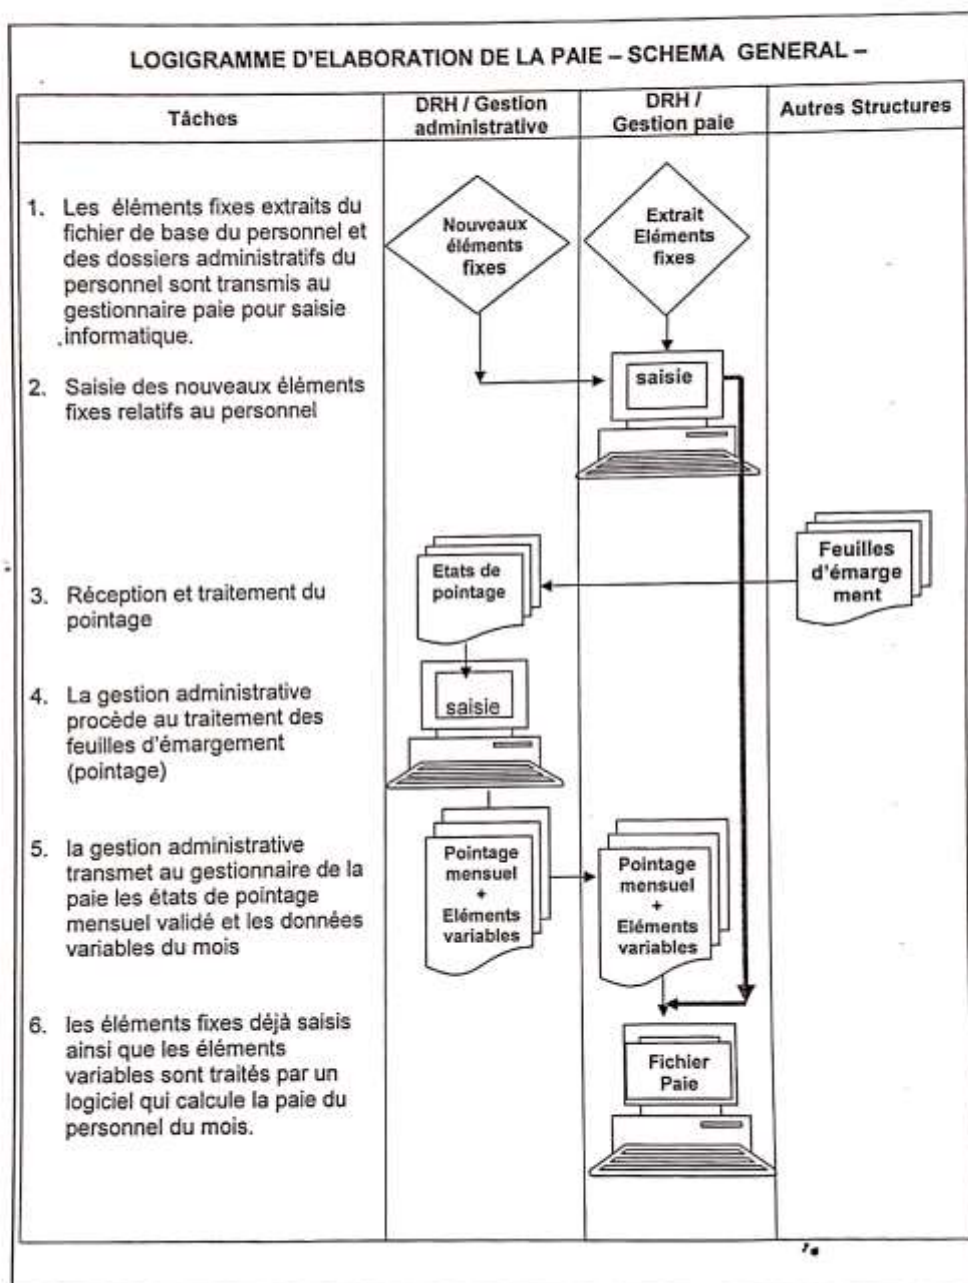 LOGIGRAMME D'ELABORATION DE LA PAIE – SCHEMA GENERAL –
Tâches
DRH / Gestion
administrative
DRH /
Gestion paie
Autres Structures
1. Les éléments fixes extraits du
fichier de base du personnel et
des dossiers administratifs du
personnel sont transmis au
gestionnaire paie pour saisie
informatique.
Nouveaux
éléments
fixes
Extrait
Eléments
fixes
2. Saisie des nouveaux éléments
fixes relatifs au personnel
saisie
3. Réception et traitement du
pointage
Etats de
pointage
Feuilles
d'émarge
ment
4. La gestion administrative
procède au traitement des
feuilles d'émargement
(pointage)
saisie
5. la gestion administrative
transmet au gestionnaire de la
paie les états de pointage
mensuel validé et les données
variables du mois
Pointage
mensuel
+
Eléments
variables
Pointage
mensuel
+
Eléments
variables
6. les éléments fixes déjà saisis
ainsi que les éléments
variables sont traités par un
logiciel qui calcule la paie du
personnel du mois.
Fichier
Paie